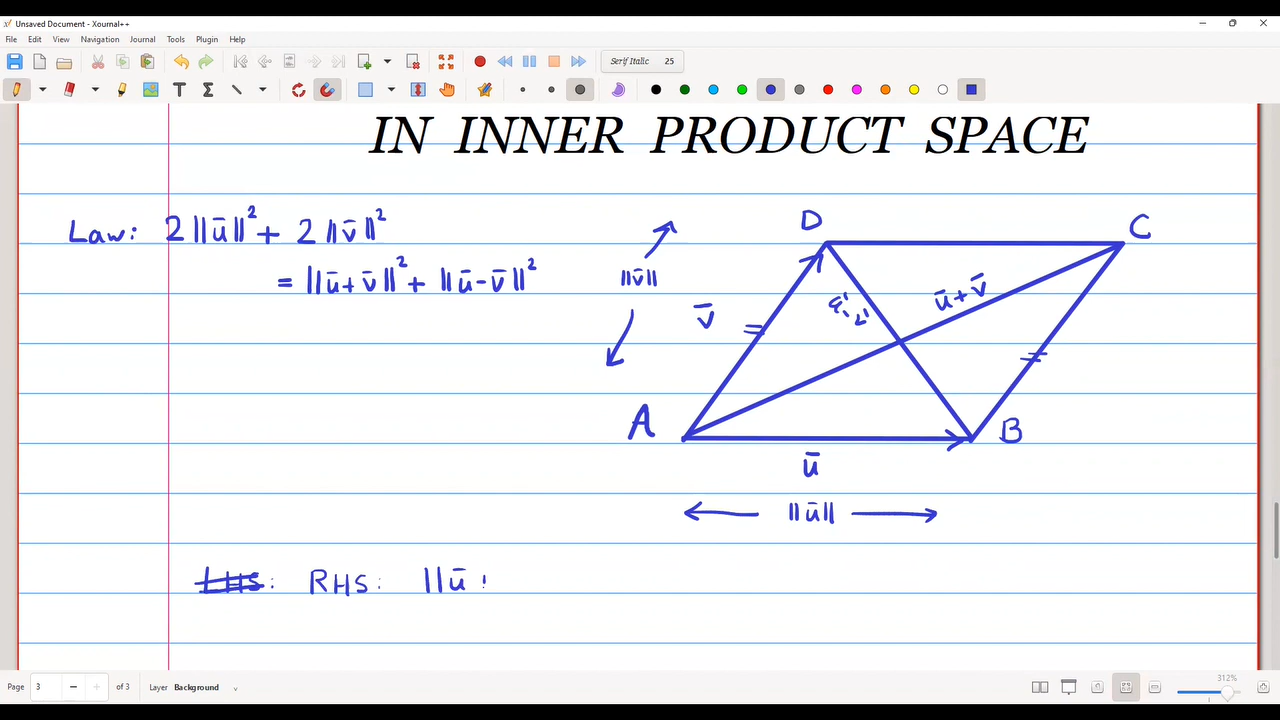 Unsaved Document - Xournal++
File Edit View Navigation Journal Tools Plugin Help
Serif Italic 25
IN INNER PRODUCT SPACE
Law: 2||ū||² + 2||v̄||²
= ||ū+v̄||² + ||ū-v̄||²
D
C
||v̄||
v̄
ū-v̄
ū+v̄
A
B
ū
||ū||
LHS: RHS: ||ū
Page 3 of 3 Layer Background
312%